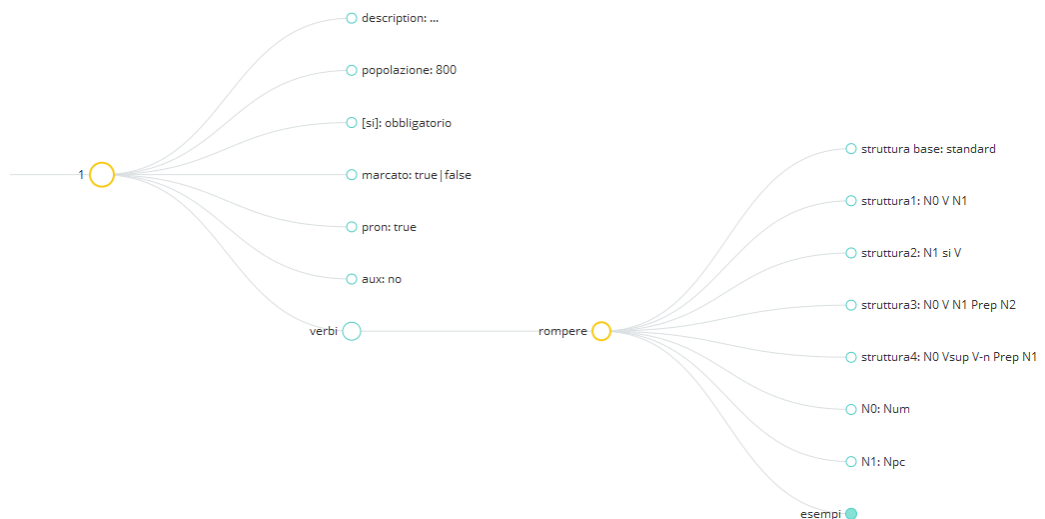 description: ...
popolazione: 800
[si]: obbligatorio
1
marcato: true|false
pron: true
aux: no
verbi
rompere
struttura base: standard
struttura1: N0 V N1
struttura2: N1 si V
struttura3: N0 V N1 Prep N2
struttura4: N0 Vsup V-n Prep N1
N0: Num
N1: Npc
esempi